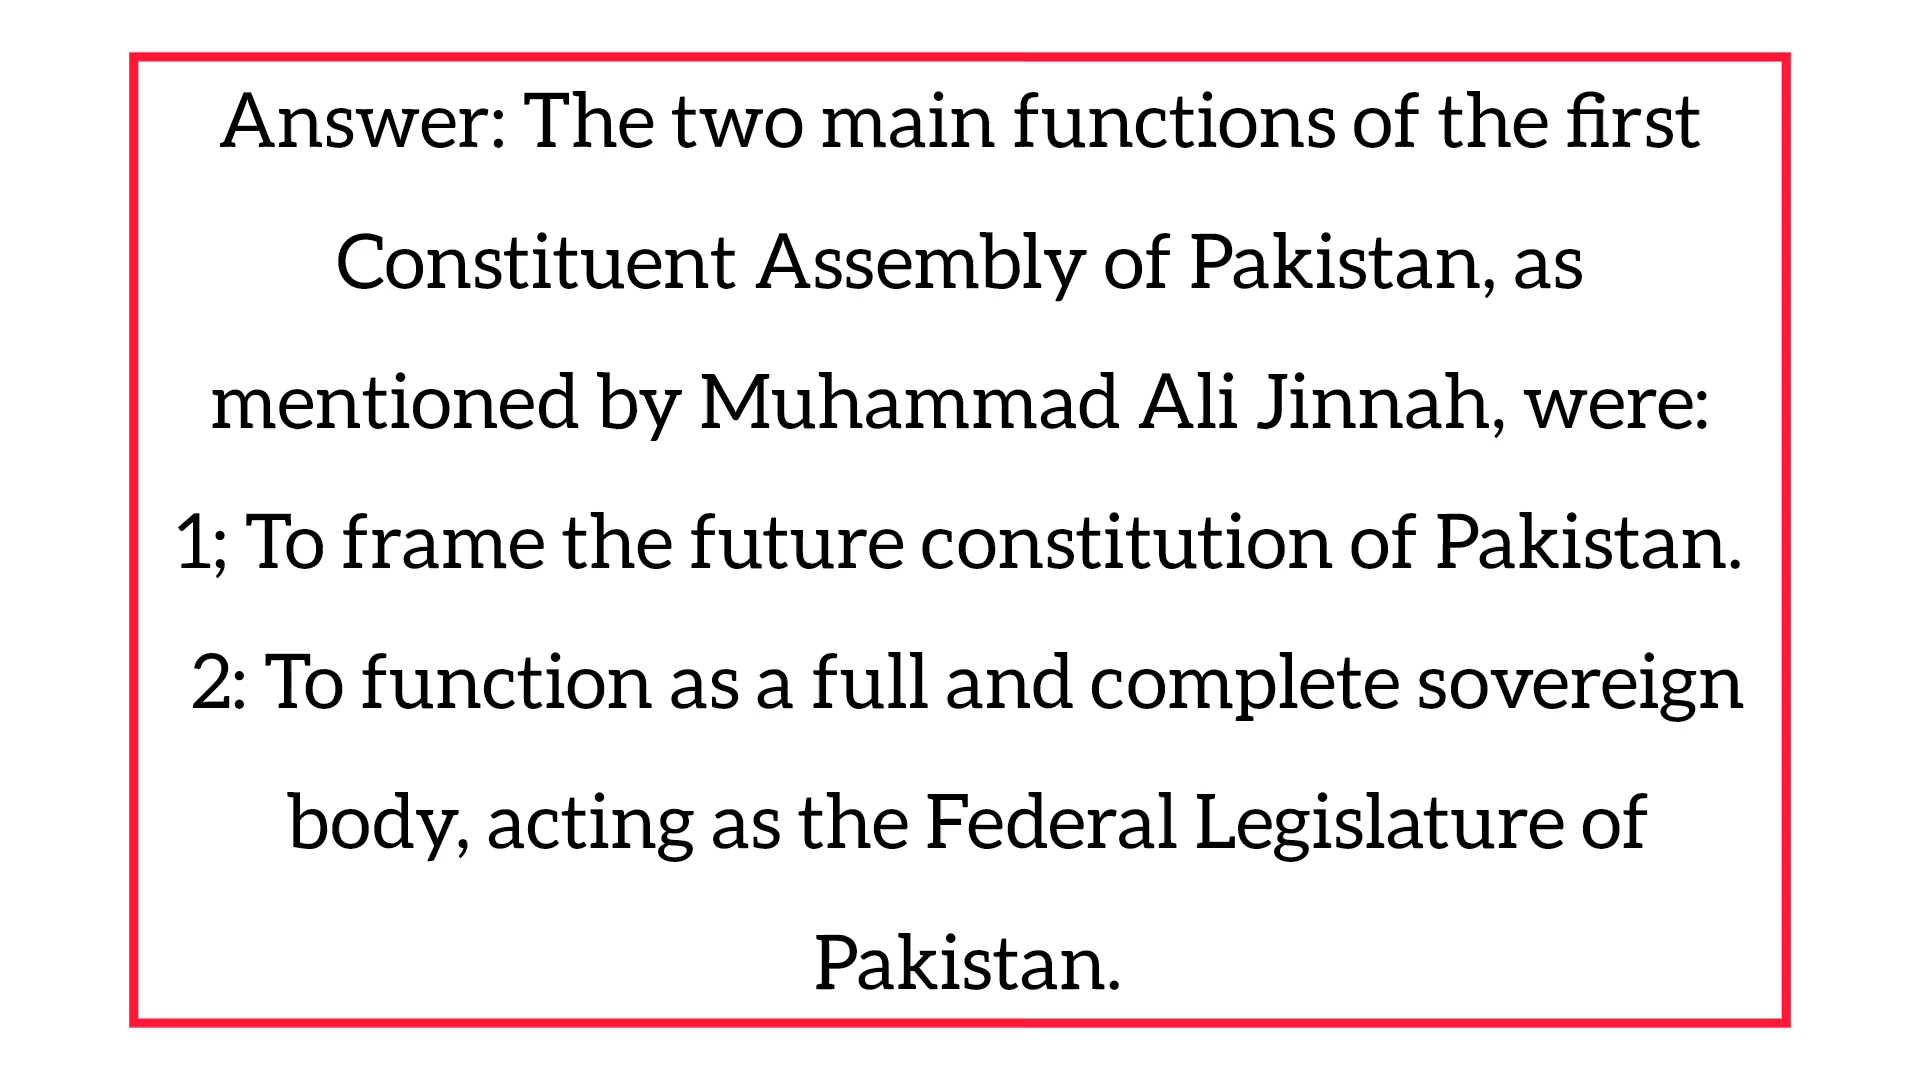 Answer: The two main functions of the first
Constituent Assembly of Pakistan, as
mentioned by Muhammad Ali Jinnah, were:
1; To frame the future constitution of Pakistan.
2: To function as a full and complete sovereign
body, acting as the Federal Legislature of
Pakistan.